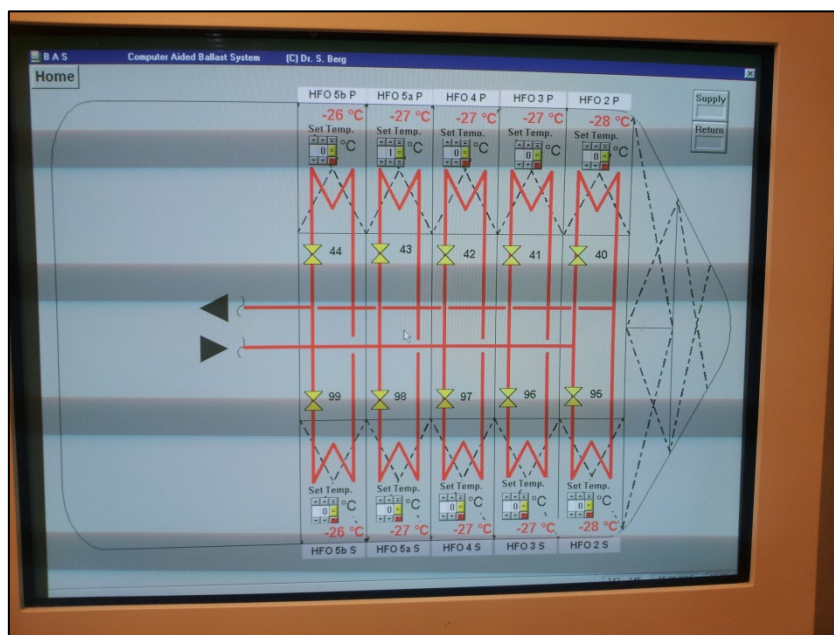 BAS Computer Aided Ballast System (C) Dr. S. Berg
Home
HFO 5b P HFO 5a P HFO 4 P HFO 3 P HFO 2 P
Supply
-26 °C -27 °C -27 °C -27 °C -28 °C
Set Temp. Set Temp. Set Temp. Set Temp. Set Temp.
Return
0 °C 1 °C 0 °C 0 °C 0 °C
44 43 42 41 40
99 98 97 96 95
Set Temp. Set Temp. Set Temp. Set Temp. Set Temp.
0 °C 0 °C 0 °C 0 °C 0 °C
-26 °C -27 °C -27 °C -27 °C -28 °C
HFO 5b S HFO 5a S HFO 4 S HFO 3 S HFO 2 S